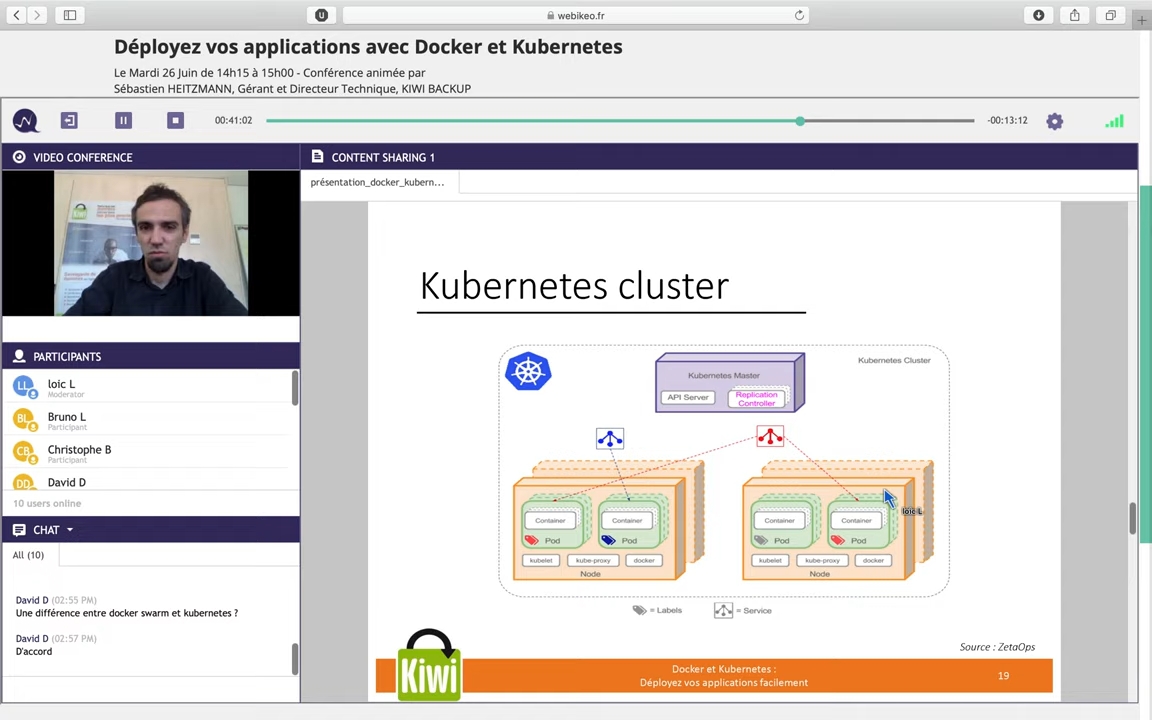 webikeo.fr
Déployez vos applications avec Docker et Kubernetes
Le Mardi 26 Juin de 14h15 à 15h00 - Conférence animée par
Sébastien HEITZMANN, Gérant et Directeur Technique, KIWI BACKUP
00:41:02
-00:13:12
VIDEO CONFERENCE
CONTENT SHARING 1
présentation_docker_kubern...
PARTICIPANTS
LL
loic L
Moderator
BL
Bruno L
Participant
CB
Christophe B
Participant
DD
David D
10 users online
CHAT
All (10)
David D (02:55 PM)
Une différence entre docker swarm et kubernetes ?
David D (02:57 PM)
D'accord
Kubernetes cluster
Kubernetes Cluster
Kubernetes Master
API Server
Replication
Controller
Container
Pod
Container
Pod
kubelet
kube-proxy
docker
Node
Container
Pod
Container
Pod
kubelet
kube-proxy
docker
Node
loic L
= Labels
= Service
Source : ZetaOps
Kiwi
Docker et Kubernetes :
Déployez vos applications facilement
19